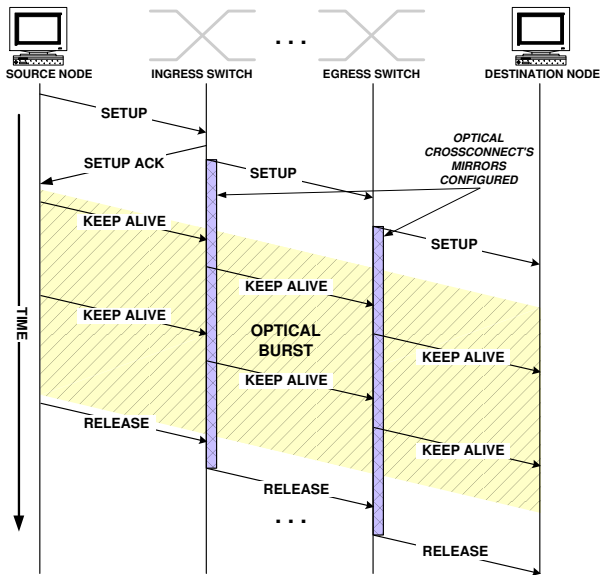 . . .
SOURCE NODE
INGRESS SWITCH
EGRESS SWITCH
DESTINATION NODE
SETUP
OPTICAL
CROSSCONNECT'S
MIRRORS
CONFIGURED
SETUP ACK
SETUP
KEEP ALIVE
SETUP
KEEP ALIVE
KEEP ALIVE
TIME
OPTICAL
BURST
KEEP ALIVE
KEEP ALIVE
RELEASE
KEEP ALIVE
RELEASE
. . .
RELEASE